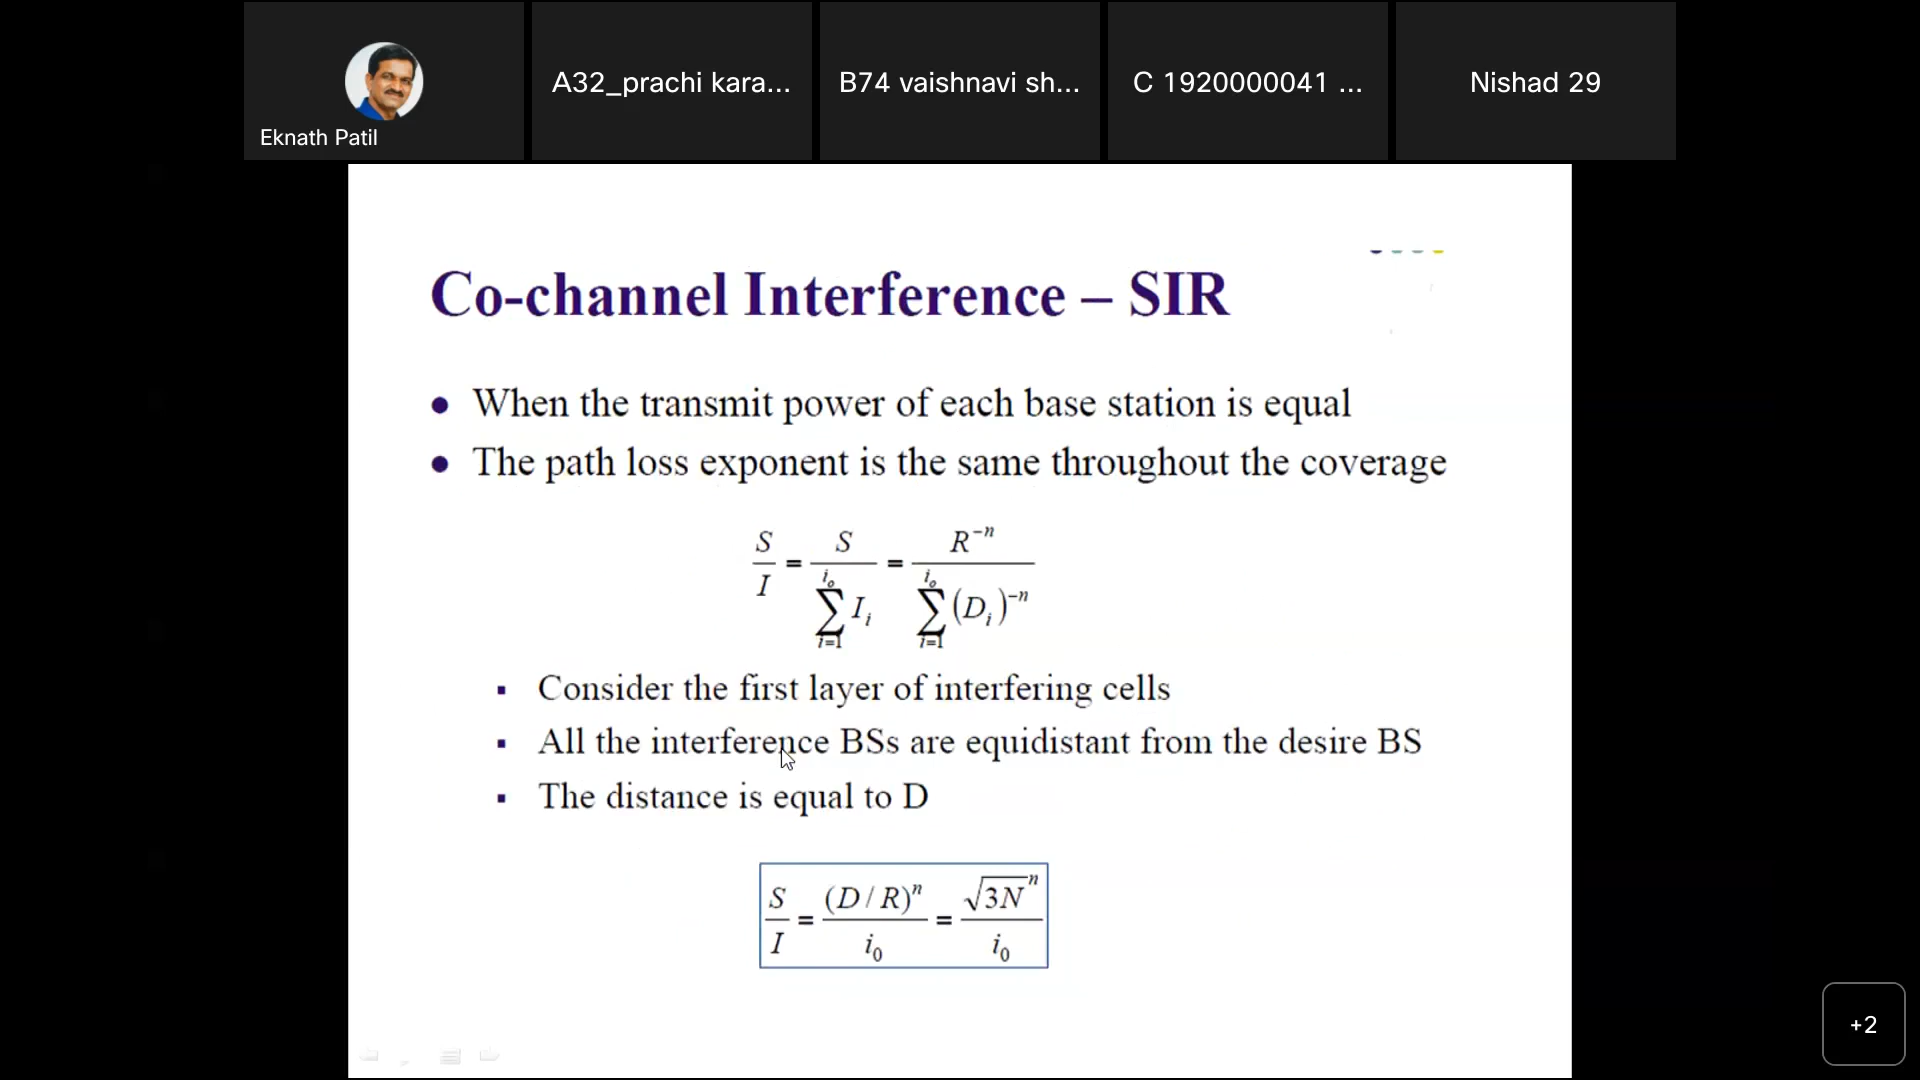 A32_prachi kara...
B74 vaishnavi sh...
C 1920000041 ...
Nishad 29
Eknath Patil
Co-channel Interference – SIR
● When the transmit power of each base station is equal
● The path loss exponent is the same throughout the coverage
S/I = S / ∑_{i=1}^{i_o} I_i = R^{-n} / ∑_{i=1}^{i_o} (D_i)^{-n}
▪ Consider the first layer of interfering cells
▪ All the interference BSs are equidistant from the desire BS
▪ The distance is equal to D
S/I = (D / R)^n / i_0 = √3N^n / i_0
+2